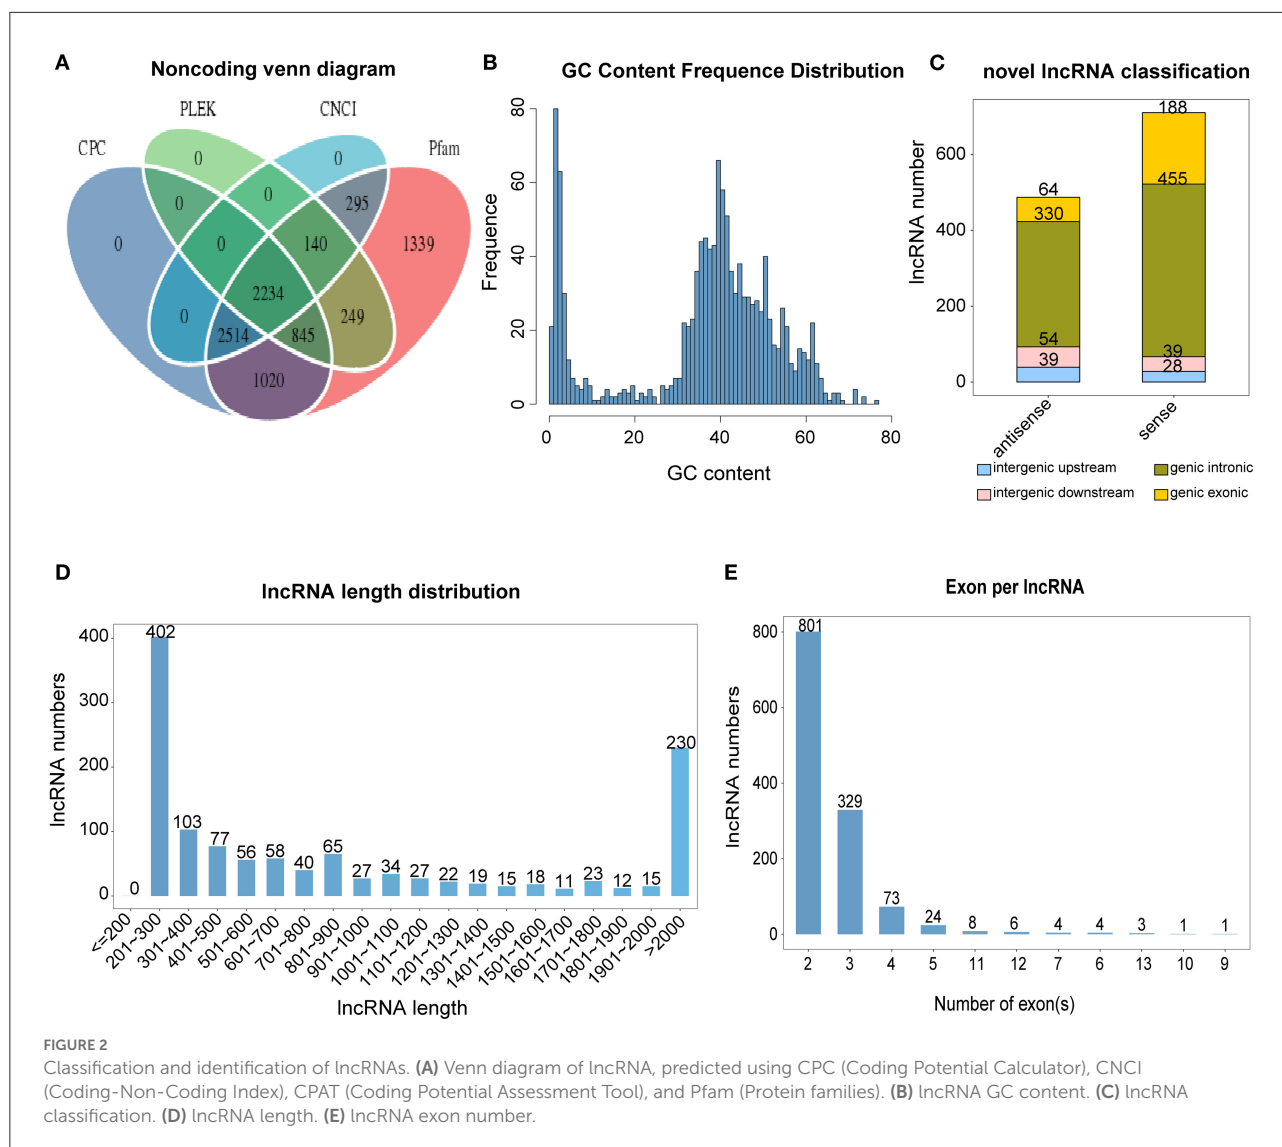 A
Noncoding venn diagram
PLEK
CNCI
CPC
Pfam
0
0
0
0
295
0
0
140
1339
2234
0
249
2514
845
1020
B
GC Content Frequence Distribution
Frequence
80
60
40
20
0
0 20 40 60 80
GC content
C
novel lncRNA classification
lncRNA number
600
400
200
0
64
330
54
39
188
455
39
28
antisense
sense
intergenic upstream
genic intronic
intergenic downstream
genic exonic
D
lncRNA length distribution
lncRNA numbers
400
300
200
100
0
0 402 103 77 56 58 40 65 27 34 27 22 19 15 18 11 23 12 15 230
<=200 201~300 301~400 401~500 501~600 601~700 701~800 801~900 901~1000 1001~1100 1101~1200 1201~1300 1301~1400 1401~1500 1501~1600 1601~1700 1701~1800 1801~1900 1901~2000 >2000
lncRNA length
E
Exon per lncRNA
lncRNA numbers
800
600
400
200
0
801 329 73 24 8 6 4 4 3 1 1
2 3 4 5 11 12 7 6 13 10 9
Number of exon(s)
FIGURE 2
Classification and identification of lncRNAs. (A) Venn diagram of lncRNA, predicted using CPC (Coding Potential Calculator), CNCI
(Coding-Non-Coding Index), CPAT (Coding Potential Assessment Tool), and Pfam (Protein families). (B) lncRNA GC content. (C) lncRNA
classification. (D) lncRNA length. (E) lncRNA exon number.